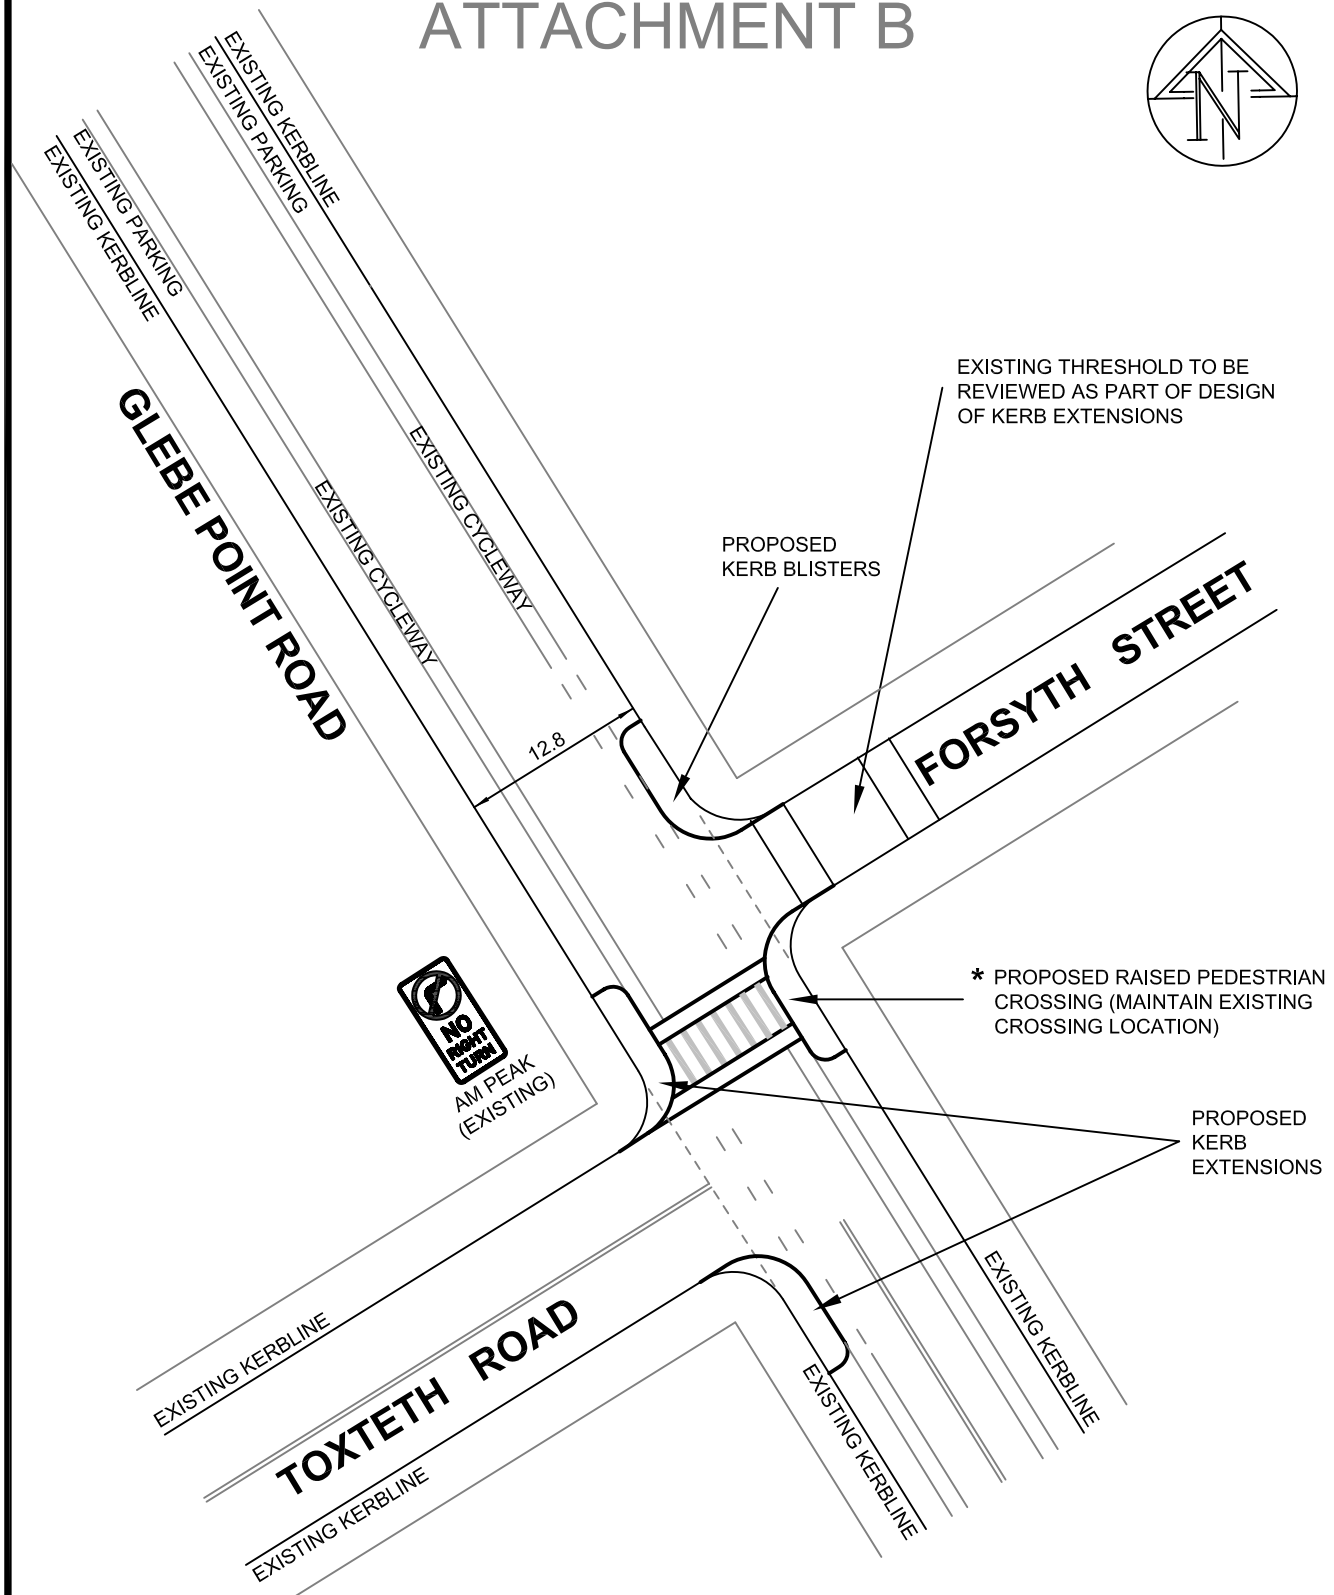 ATTACHMENT B
N
EXISTING KERBLINE
EXISTING PARKING
EXISTING PARKING
EXISTING KERBLINE
GLEBE POINT ROAD
EXISTING CYCLEWAY
EXISTING CYCLEWAY
EXISTING THRESHOLD TO BE
REVIEWED AS PART OF DESIGN
OF KERB EXTENSIONS
PROPOSED
KERB BLISTERS
FORSYTH STREET
12.8
* PROPOSED RAISED PEDESTRIAN
CROSSING (MAINTAIN EXISTING
CROSSING LOCATION)
NO
RIGHT
TURN
AM PEAK
(EXISTING)
PROPOSED
KERB
EXTENSIONS
EXISTING KERBLINE
EXISTING KERBLINE
TOXTETH ROAD
EXISTING KERBLINE
EXISTING KERBLINE